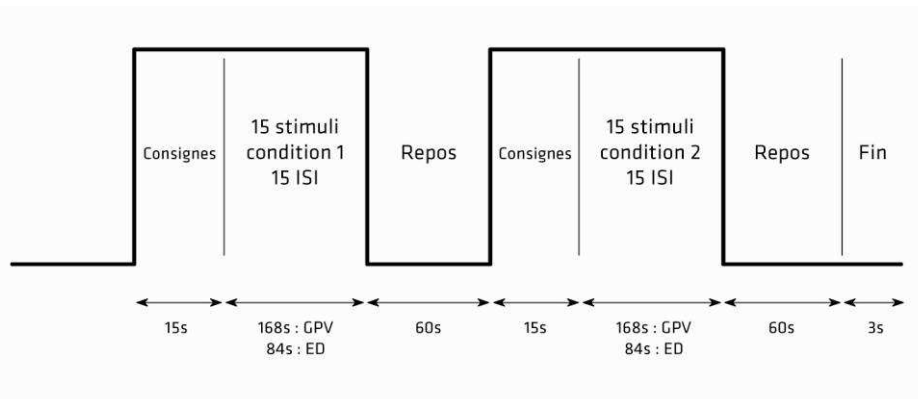 Consignes
15 stimuli
condition 1
15 ISI
Repos
Consignes
15 stimuli
condition 2
15 ISI
Repos
Fin
15s
168s : GPV
84s : ED
60s
15s
168s : GPV
84s : ED
60s
3s